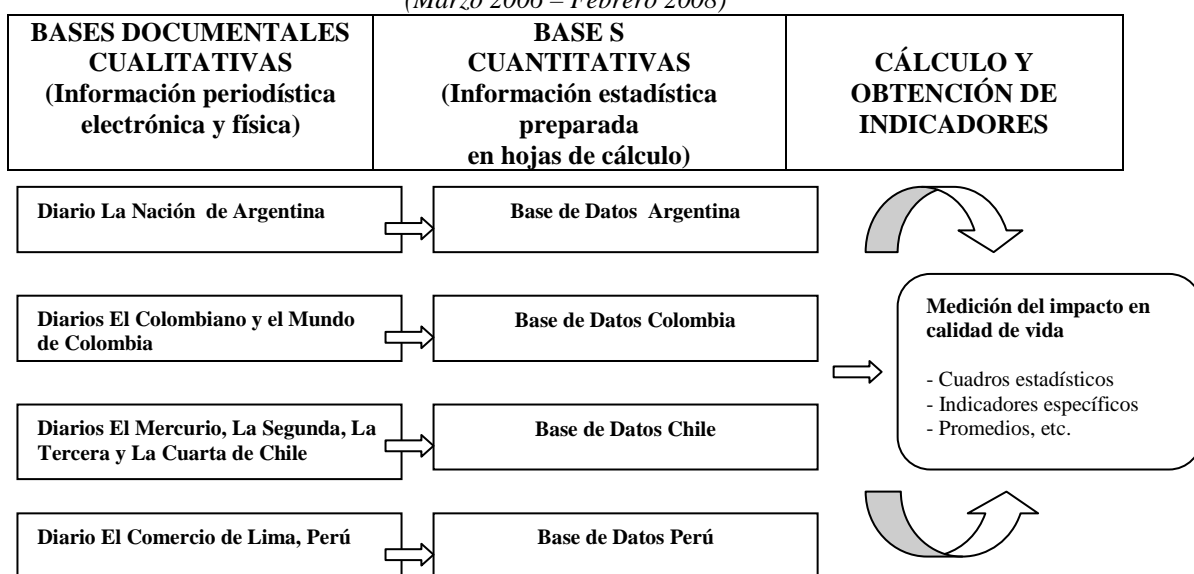 (Marzo 2006 – Febrero 2008)
BASES DOCUMENTALES
CUALITATIVAS
(Información periodística
electrónica y física)
BASE S
CUANTITATIVAS
(Información estadística
preparada
en hojas de cálculo)
CÁLCULO Y
OBTENCIÓN DE
INDICADORES
Diario La Nación de Argentina
Base de Datos Argentina
Diarios El Colombiano y el Mundo
de Colombia
Base de Datos Colombia
Diarios El Mercurio, La Segunda, La
Tercera y La Cuarta de Chile
Base de Datos Chile
Diario El Comercio de Lima, Perú
Base de Datos Perú
Medición del impacto en
calidad de vida
- Cuadros estadísticos
- Indicadores específicos
- Promedios, etc.